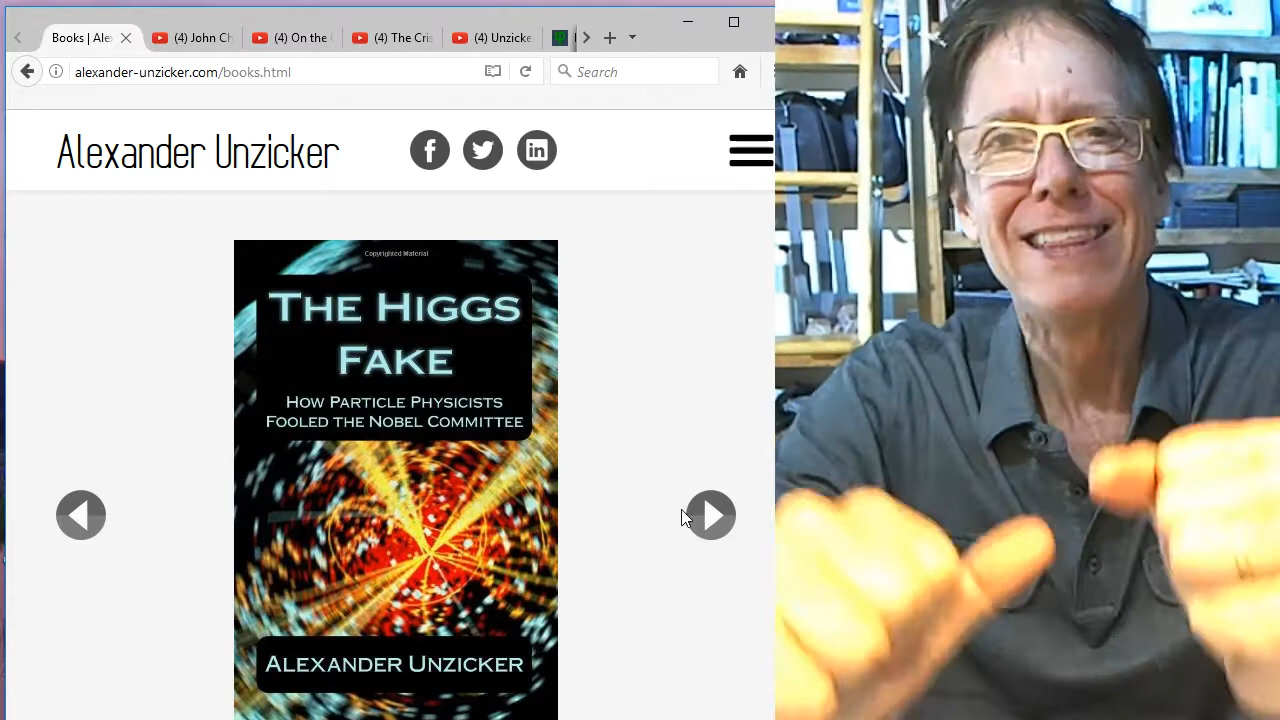 Books | Ale
(4) John Ch
(4) On the
(4) The Cris
(4) Unzicke
alexander-unzicker.com/books.html
Search
Alexander Unzicker
Copyrighted Material
THE HIGGS
FAKE
HOW PARTICLE PHYSICISTS
FOOLED THE NOBEL COMMITTEE
ALEXANDER UNZICKER